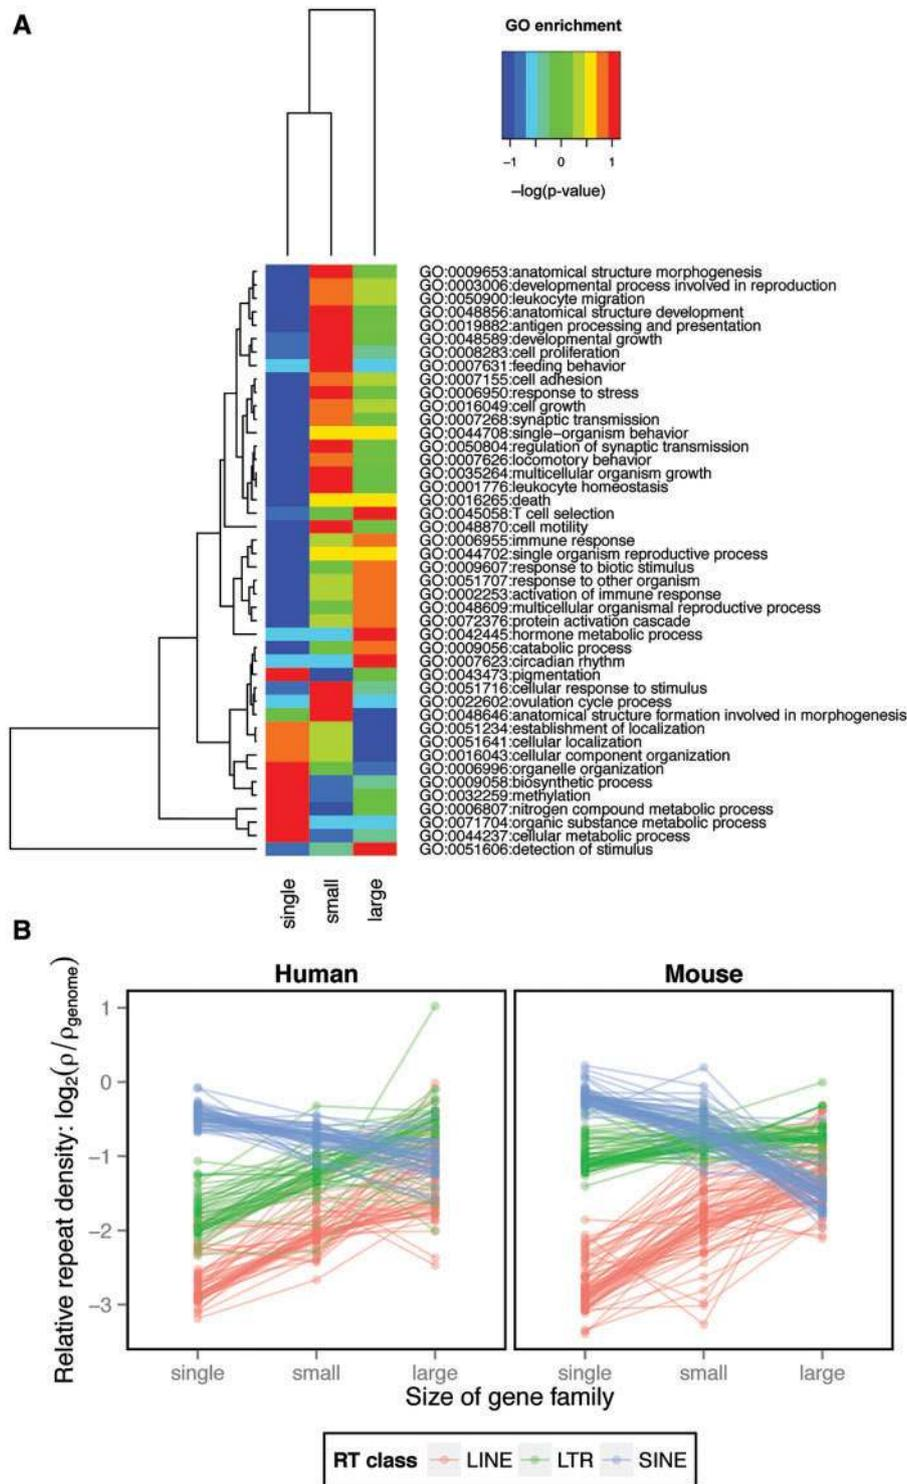 A
GO enrichment
−1 0 1
−log(p-value)
GO:0009653:anatomical structure morphogenesis
GO:0003006:developmental process involved in reproduction
GO:0050900:leukocyte migration
GO:0048856:anatomical structure development
GO:0019882:antigen processing and presentation
GO:0048589:developmental growth
GO:0008283:cell proliferation
GO:0007631:feeding behavior
GO:0007155:cell adhesion
GO:0006950:response to stress
GO:0016049:cell growth
GO:0007268:synaptic transmission
GO:0044708:single−organism behavior
GO:0050804:regulation of synaptic transmission
GO:0007626:locomotory behavior
GO:0035264:multicellular organism growth
GO:0001776:leukocyte homeostasis
GO:0016265:death
GO:0045058:T cell selection
GO:0048870:cell motility
GO:0006955:immune response
GO:0044702:single organism reproductive process
GO:0009607:response to biotic stimulus
GO:0051707:response to other organism
GO:0002253:activation of immune response
GO:0048609:multicellular organismal reproductive process
GO:0072376:protein activation cascade
GO:0042445:hormone metabolic process
GO:0009056:catabolic process
GO:0007623:circadian rhythm
GO:0043473:pigmentation
GO:0051716:cellular response to stimulus
GO:0022602:ovulation cycle process
GO:0048646:anatomical structure formation involved in morphogenesis
GO:0051234:establishment of localization
GO:0051641:cellular localization
GO:0016043:cellular component organization
GO:0006996:organelle organization
GO:0009058:biosynthetic process
GO:0032259:methylation
GO:0006807:nitrogen compound metabolic process
GO:0071704:organic substance metabolic process
GO:0044237:cellular metabolic process
GO:0051606:detection of stimulus
single small large
B
Human Mouse
Relative repeat density: log₂(ρ/ρgenome)
1
0
−1
−2
−3
single small large single small large
Size of gene family
RT class LINE LTR SINE